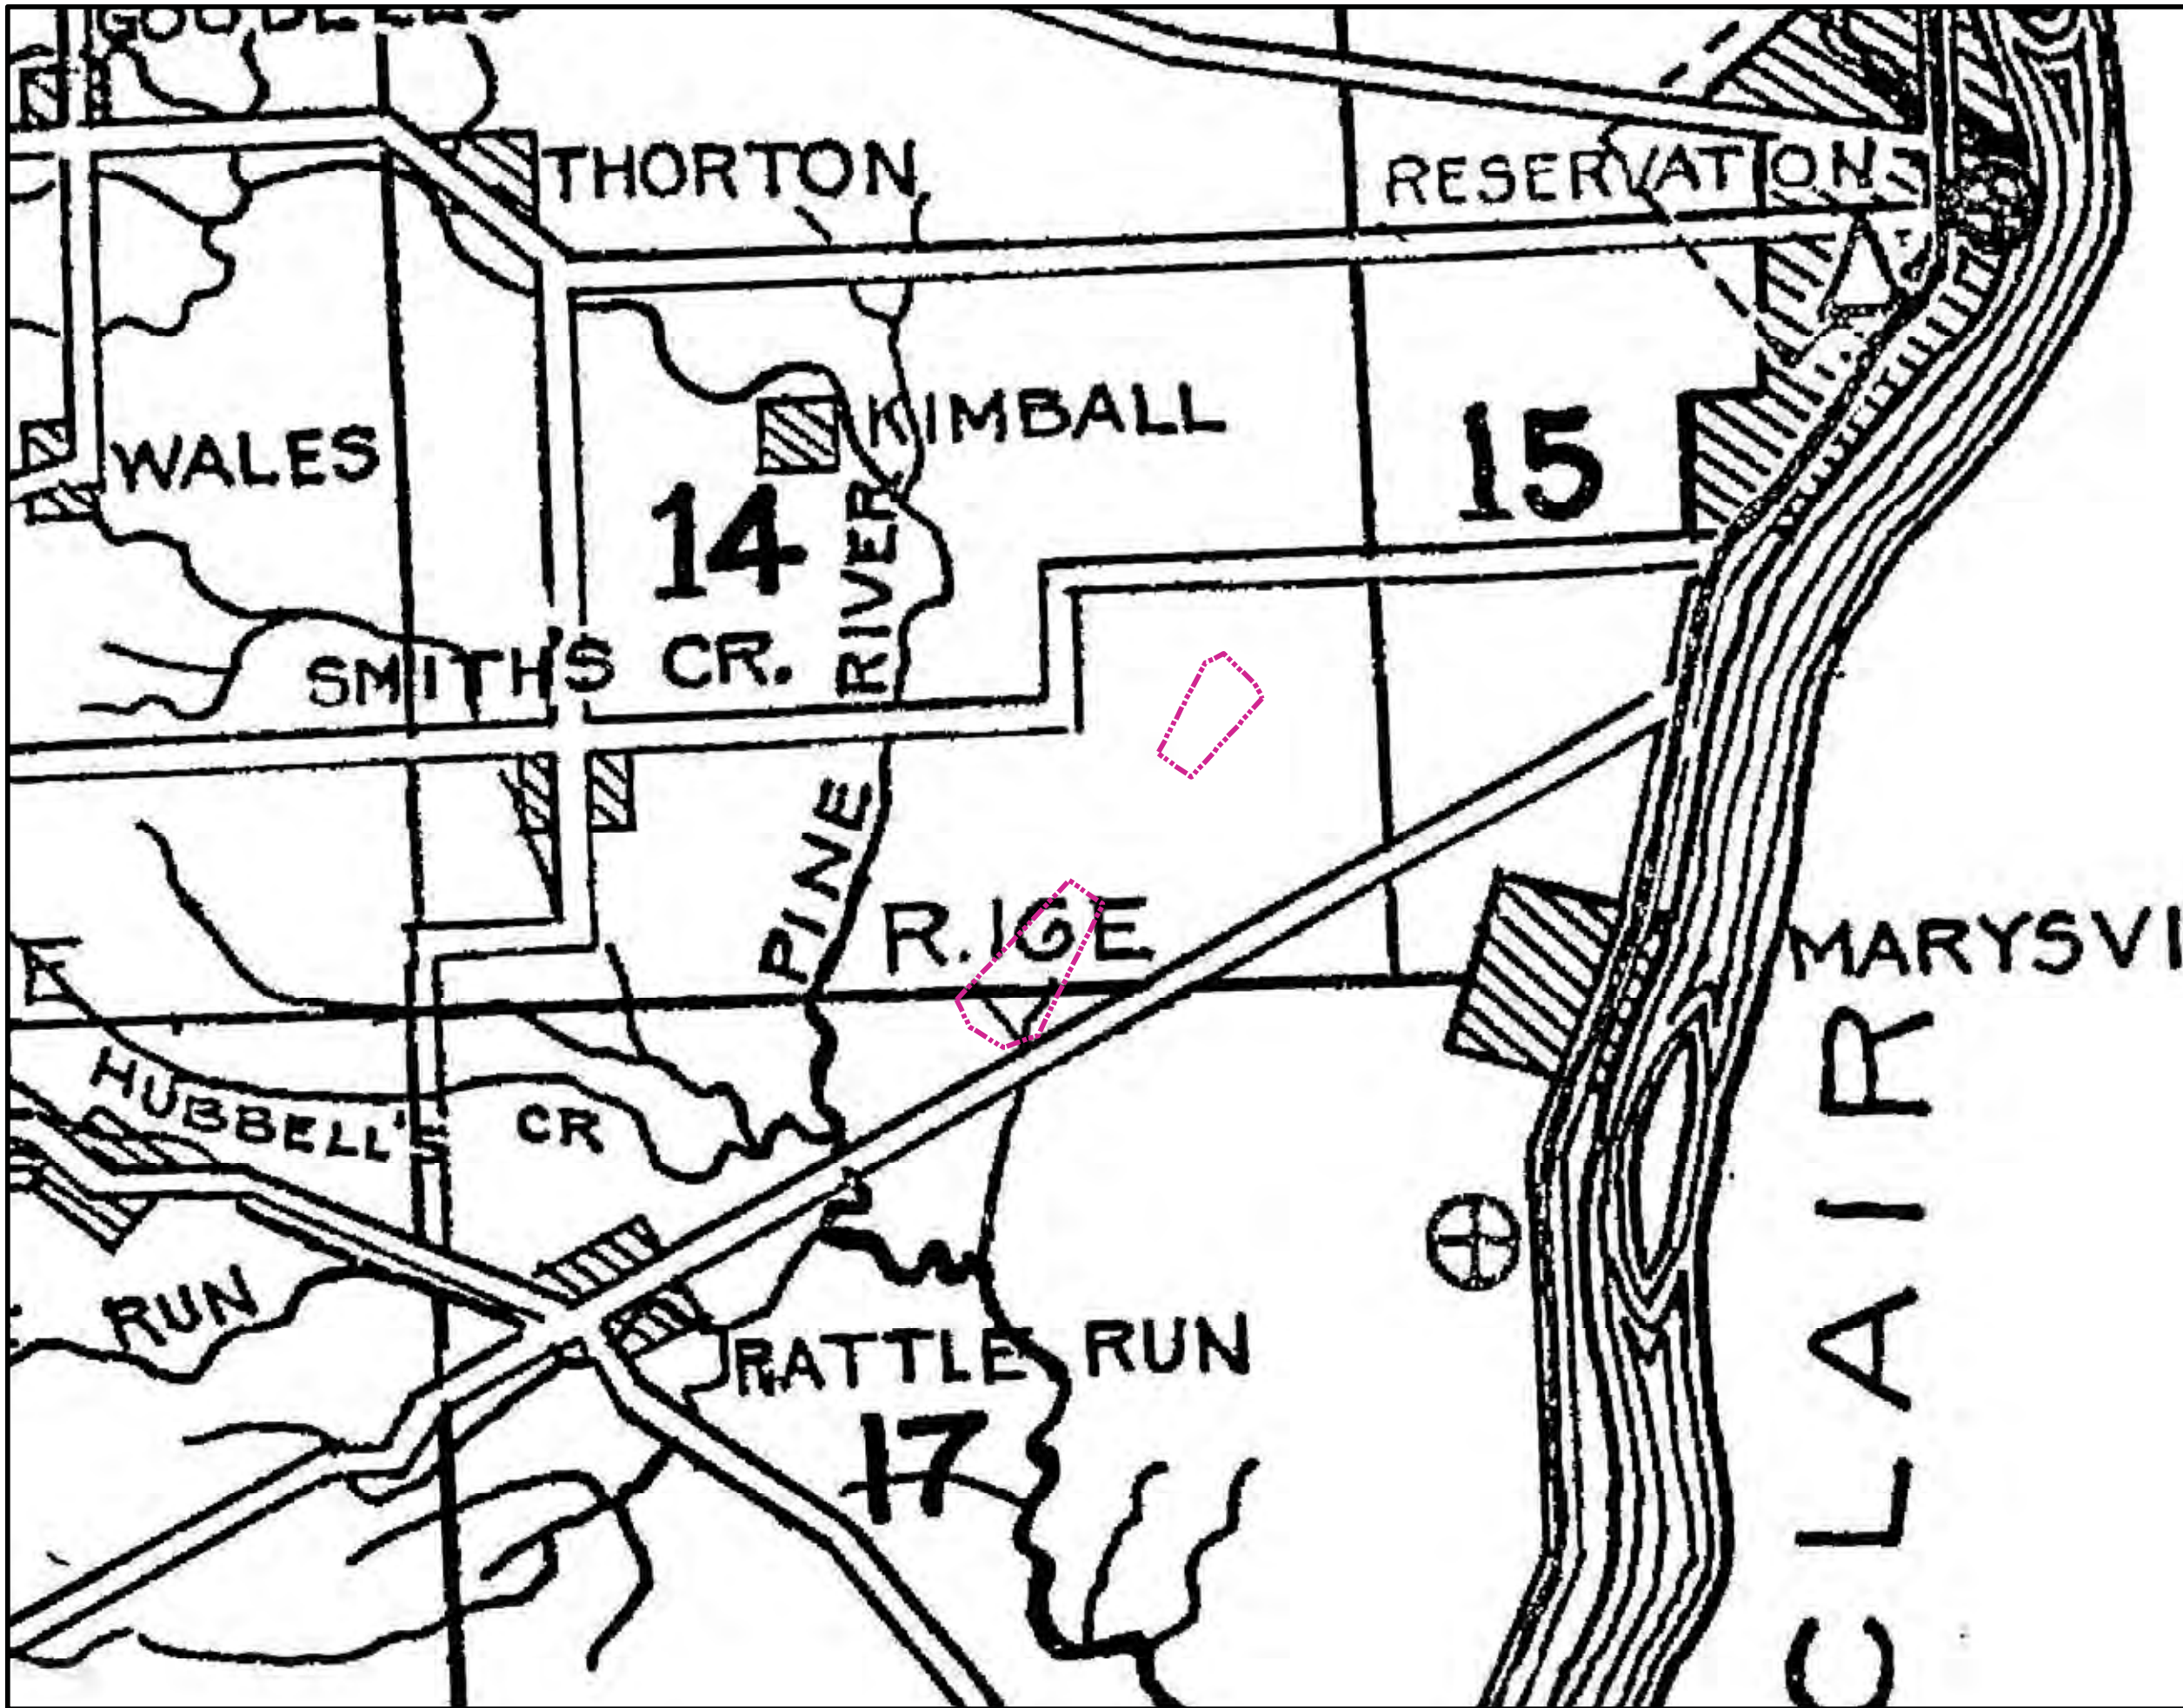 GOODELLS
THORTON
RESERVATION
KIMBALL
15
WALES
14
RIVER
SMITH'S CR.
PINE
R. IGE
MARYSVI
HUBBELL'S CR
RUN
RATTLE RUN
17
CLAIR